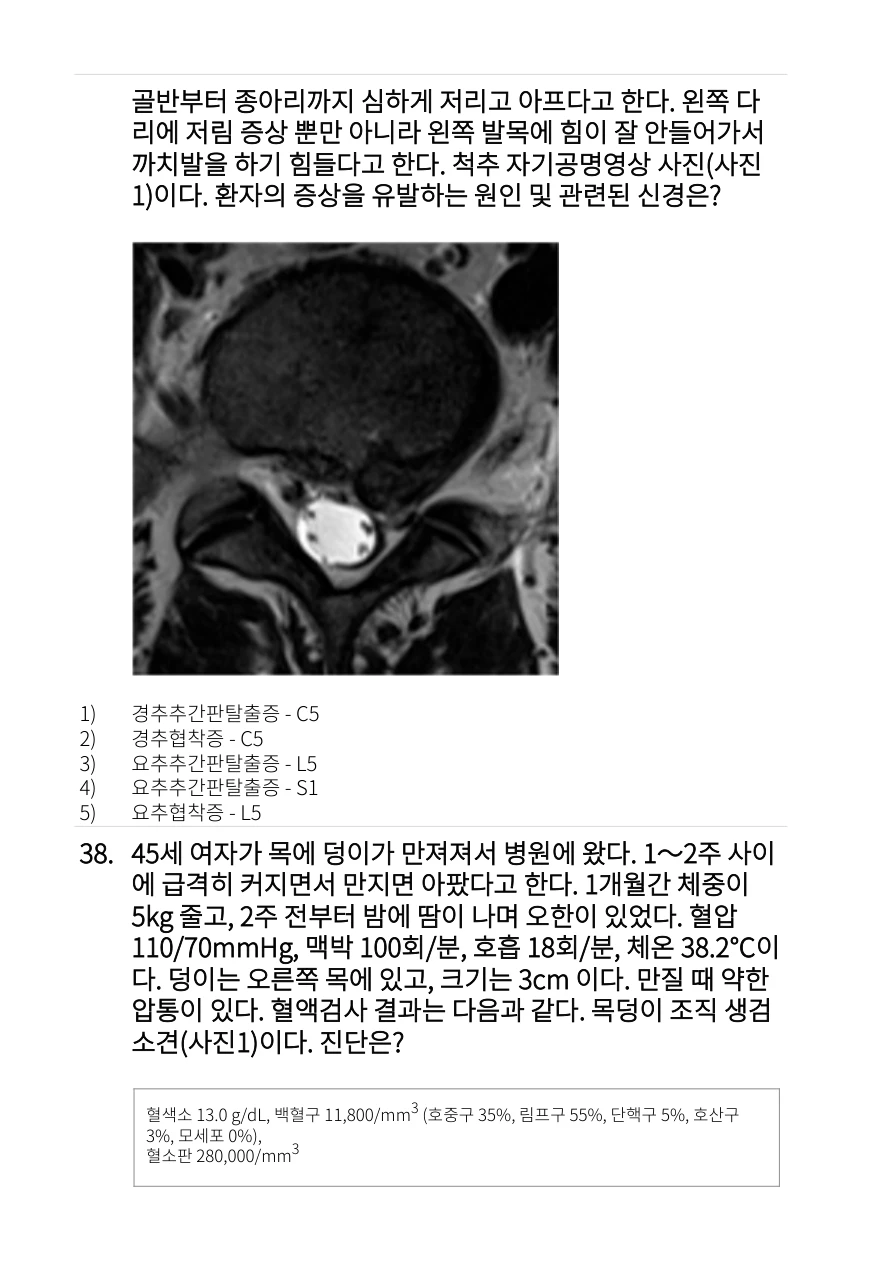 골반부터 종아리까지 심하게 저리고 아프다고 한다. 왼쪽 다
리에 저림 증상 뿐만 아니라 왼쪽 발목에 힘이 잘 안들어가서
까치발을 하기 힘들다고 한다. 척추 자기공명영상 사진(사진
1)이다. 환자의 증상을 유발하는 원인 및 관련된 신경은?
1) 경추추간판탈출증 - C5
2) 경추협착증 - C5
3) 요추추간판탈출증 - L5
4) 요추추간판탈출증 - S1
5) 요추협착증 - L5
38. 45세 여자가 목에 덩이가 만져져서 병원에 왔다. 1～2주 사이
에 급격히 커지면서 만지면 아팠다고 한다. 1개월간 체중이
5kg 줄고, 2주 전부터 밤에 땀이 나며 오한이 있었다. 혈압
110/70mmHg, 맥박 100회/분, 호흡 18회/분, 체온 38.2°C이
다. 덩이는 오른쪽 목에 있고, 크기는 3cm 이다. 만질 때 약한
압통이 있다. 혈액검사 결과는 다음과 같다. 목덩이 조직 생검
소견(사진1)이다. 진단은?
혈색소 13.0 g/dL, 백혈구 11,800/mm³ (호중구 35%, 림프구 55%, 단핵구 5%, 호산구
3%, 모세포 0%),
혈소판 280,000/mm³